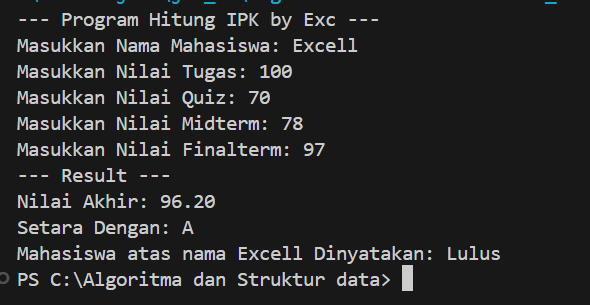 --- Program Hitung IPK by Exc ---
Masukkan Nama Mahasiswa: Excell
Masukkan Nilai Tugas: 100
Masukkan Nilai Quiz: 70
Masukkan Nilai Midterm: 78
Masukkan Nilai Finalterm: 97
--- Result ---
Nilai Akhir: 96.20
Setara Dengan: A
Mahasiswa atas nama Excell Dinyatakan: Lulus
PS C:\Algoritma dan Struktur data>